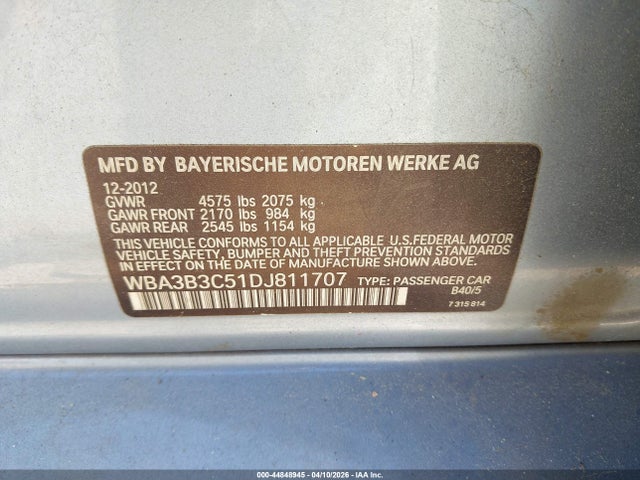 MFD BY BAYERISCHE MOTOREN WERKE AG
12-2012
GVWR 4575 lbs 2075 kg
GAWR FRONT 2170 lbs 984 kg
GAWR REAR 2545 lbs 1154 kg
THIS VEHICLE CONFORMS TO ALL APPLICABLE U.S.FEDERAL MOTOR
VEHICLE SAFETY, BUMPER AND THEFT PREVENTION STANDARDS
IN EFFECT ON THE DATE OF MANUFACTURE SHOWN ABOVE.
WBA3B3C51DJ811707 TYPE: PASSENGER CAR
B40/5
7 315 814
000-44848945 - 04/10/2026 - IAA Inc.